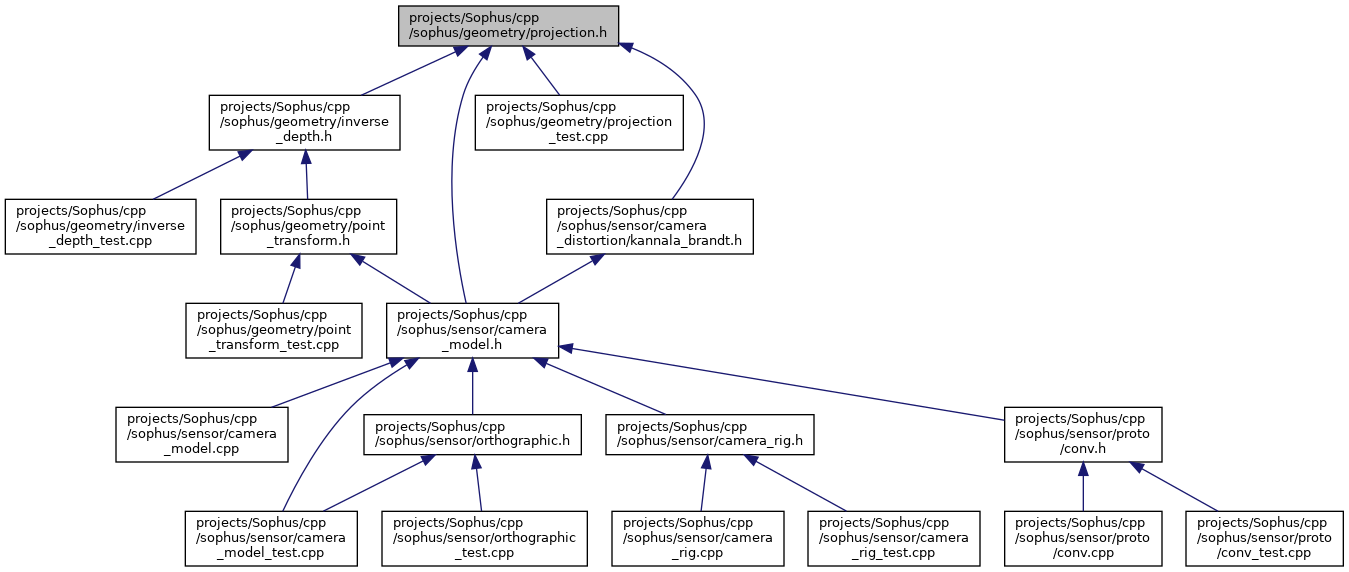 projects/Sophus/cpp
/sophus/geometry/projection.h
projects/Sophus/cpp
/sophus/geometry/inverse
_depth.h
projects/Sophus/cpp
/sophus/geometry/projection
_test.cpp
projects/Sophus/cpp
/sophus/geometry/inverse
_depth_test.cpp
projects/Sophus/cpp
/sophus/geometry/point
_transform.h
projects/Sophus/cpp
/sophus/sensor/camera
_distortion/kannala_brandt.h
projects/Sophus/cpp
/sophus/geometry/point
_transform_test.cpp
projects/Sophus/cpp
/sophus/sensor/camera
_model.h
projects/Sophus/cpp
/sophus/sensor/camera
_model.cpp
projects/Sophus/cpp
/sophus/sensor/orthographic.h
projects/Sophus/cpp
/sophus/sensor/camera_rig.h
projects/Sophus/cpp
/sophus/sensor/proto
/conv.h
projects/Sophus/cpp
/sophus/sensor/camera
_model_test.cpp
projects/Sophus/cpp
/sophus/sensor/orthographic
_test.cpp
projects/Sophus/cpp
/sophus/sensor/camera
_rig.cpp
projects/Sophus/cpp
/sophus/sensor/camera
_rig_test.cpp
projects/Sophus/cpp
/sophus/sensor/proto
/conv.cpp
projects/Sophus/cpp
/sophus/sensor/proto
/conv_test.cpp